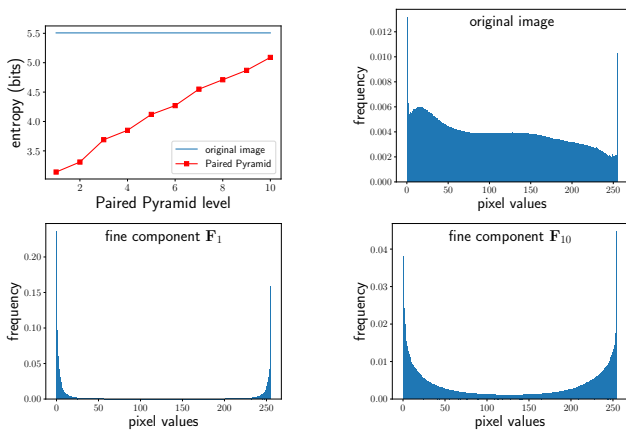 entropy (bits)
5.5
5.0
4.5
4.0
3.5
original image
Paired Pyramid
2 4 6 8 10
Paired Pyramid level
original image
frequency
0.012
0.010
0.008
0.006
0.004
0.002
0.000
0 50 100 150 200 250
pixel values
fine component F1
frequency
0.20
0.15
0.10
0.05
0.00
0 50 100 150 200 250
pixel values
fine component F10
frequency
0.04
0.03
0.02
0.01
0.00
0 50 100 150 200 250
pixel values